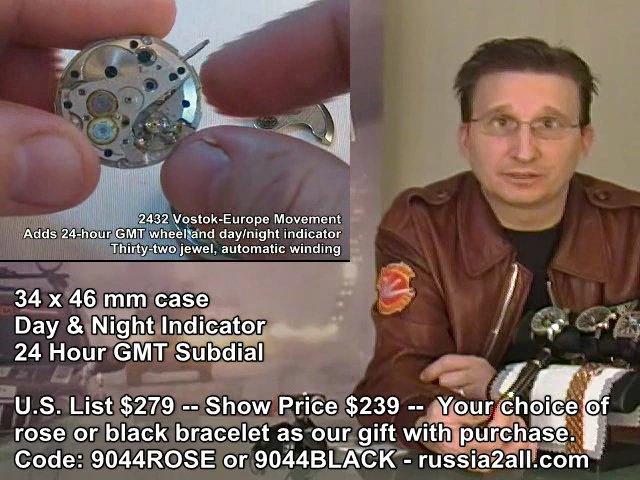 2432 Vostok-Europe Movement
Adds 24-hour GMT wheel and day/night indicator
Thirty-two jewel, automatic winding
34 x 46 mm case
Day & Night Indicator
24 Hour GMT Subdial
U.S. List $279 -- Show Price $239 -- Your choice of
rose or black bracelet as our gift with purchase.
Code: 9044ROSE or 9044BLACK - russia2all.com